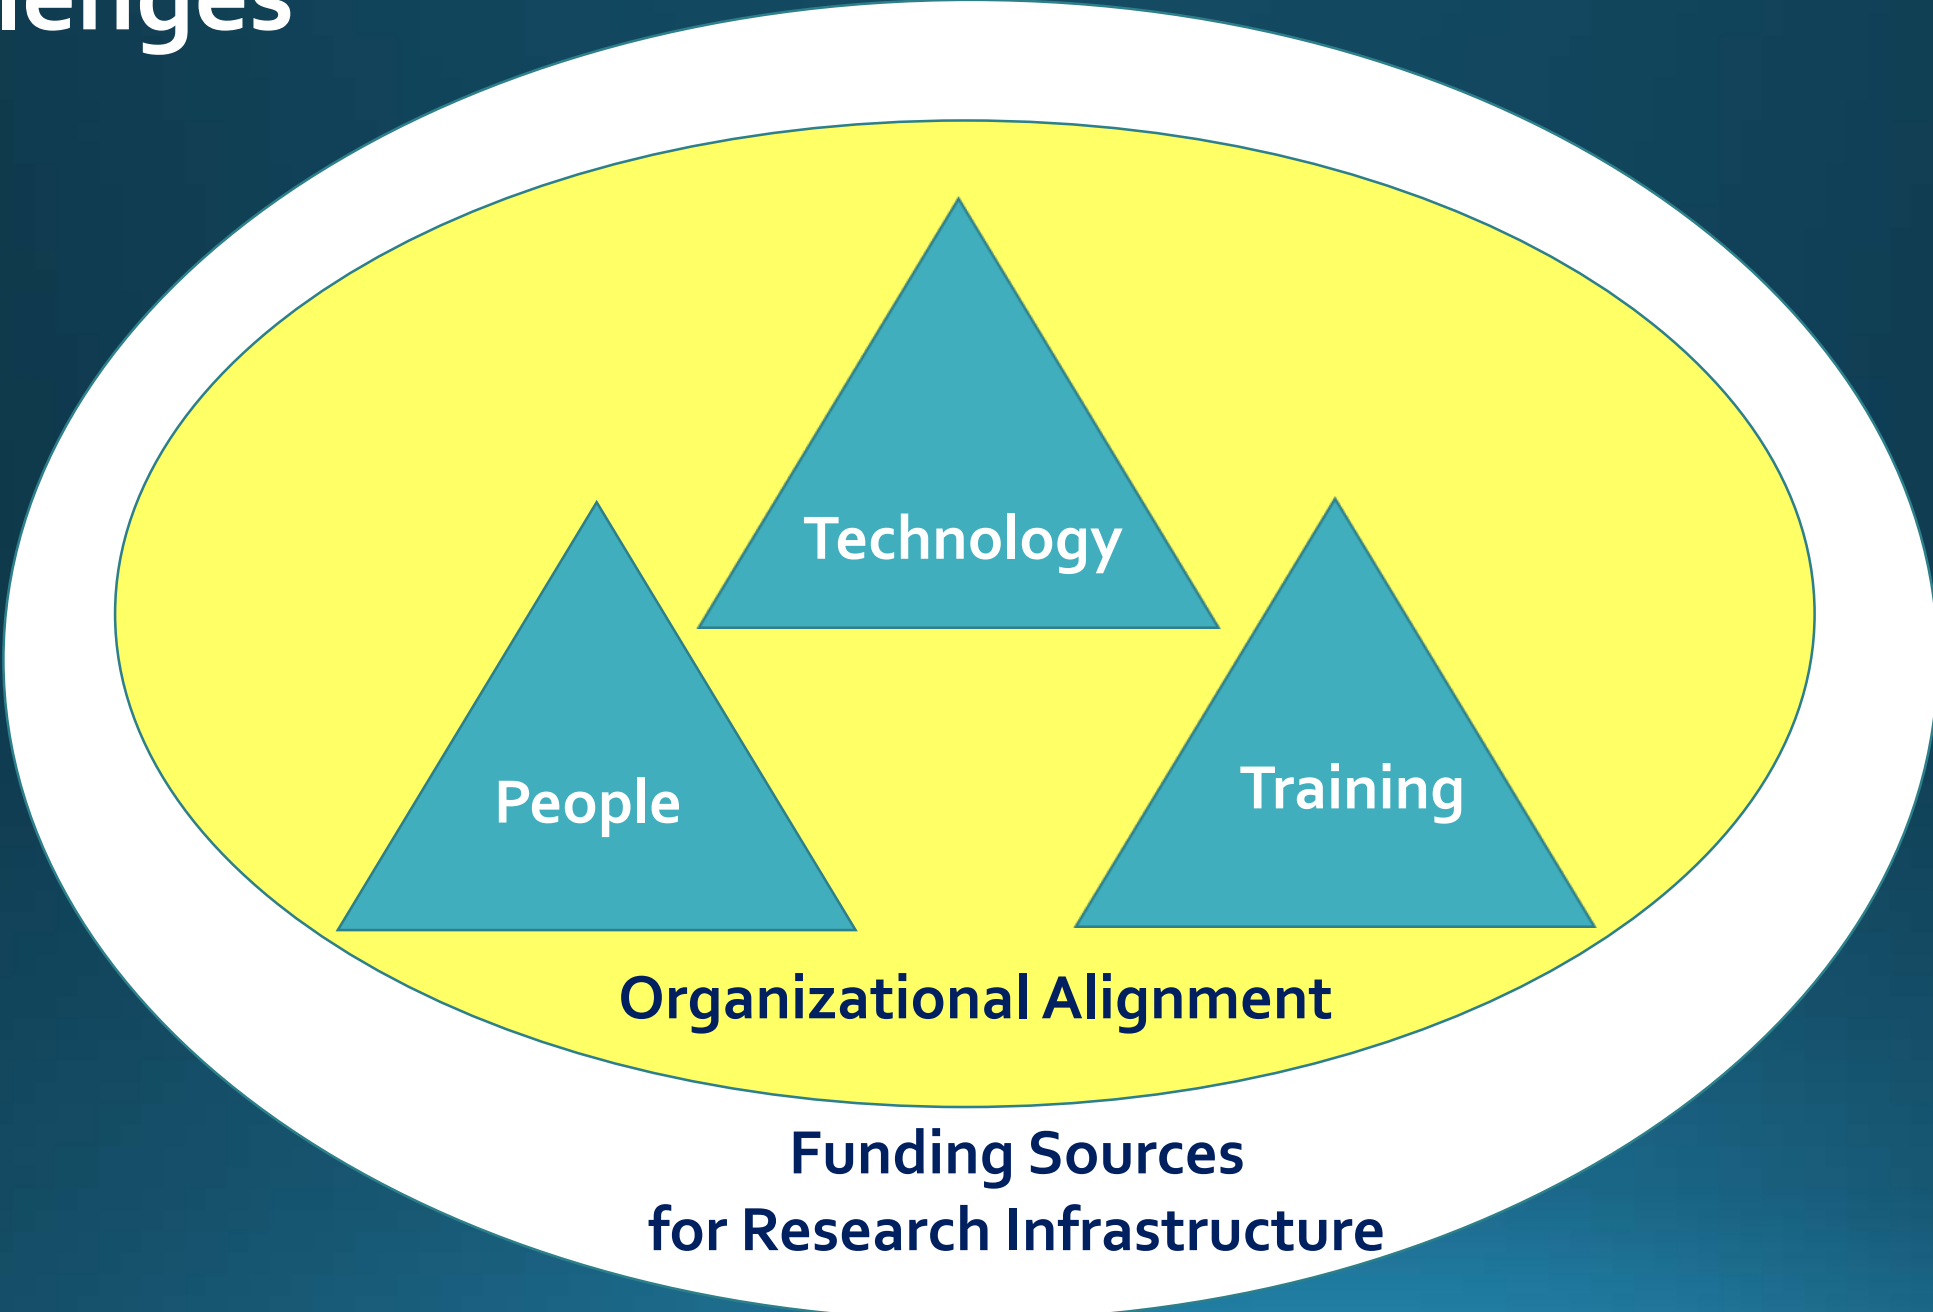 Technology
People
Training
Organizational Alignment
Funding Sources
for Research Infrastructure